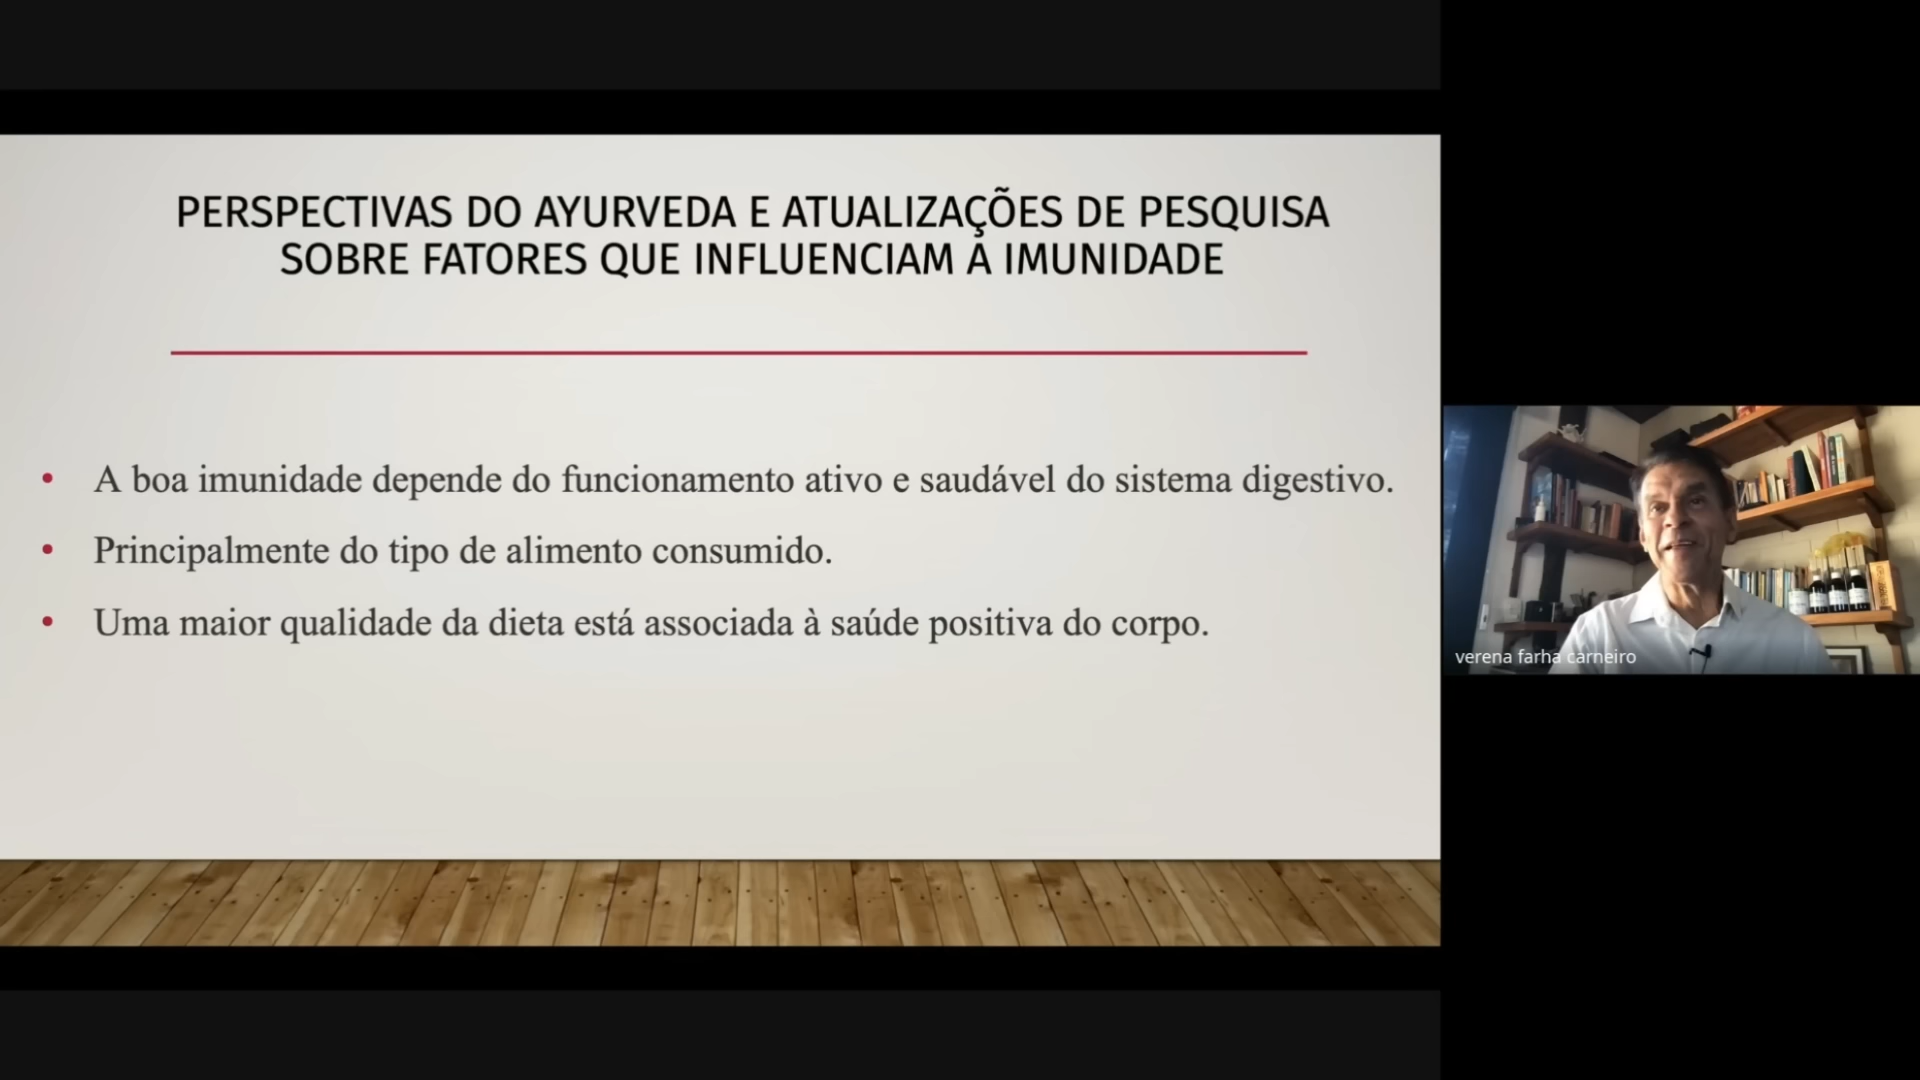 PERSPECTIVAS DO AYURVEDA E ATUALIZAÇÕES DE PESQUISA
SOBRE FATORES QUE INFLUENCIAM A IMUNIDADE
• A boa imunidade depende do funcionamento ativo e saudável do sistema digestivo.
• Principalmente do tipo de alimento consumido.
• Uma maior qualidade da dieta está associada à saúde positiva do corpo.
verena farha carneiro